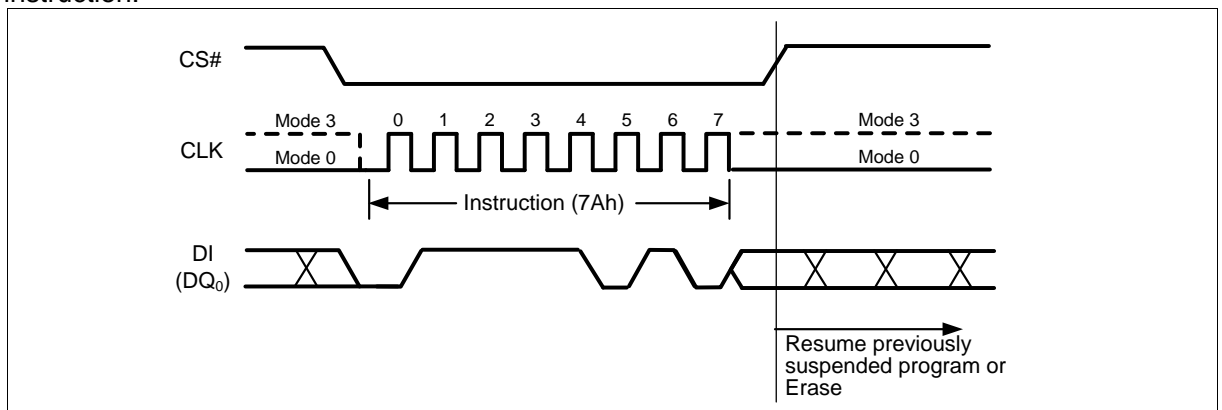 instruction.
CS#
Mode 3 0 1 2 3 4 5 6 7 Mode 3
CLK
Mode 0 Mode 0
Instruction (7Ah)
DI
(DQ₀)
Resume previously
suspended program or
Erase